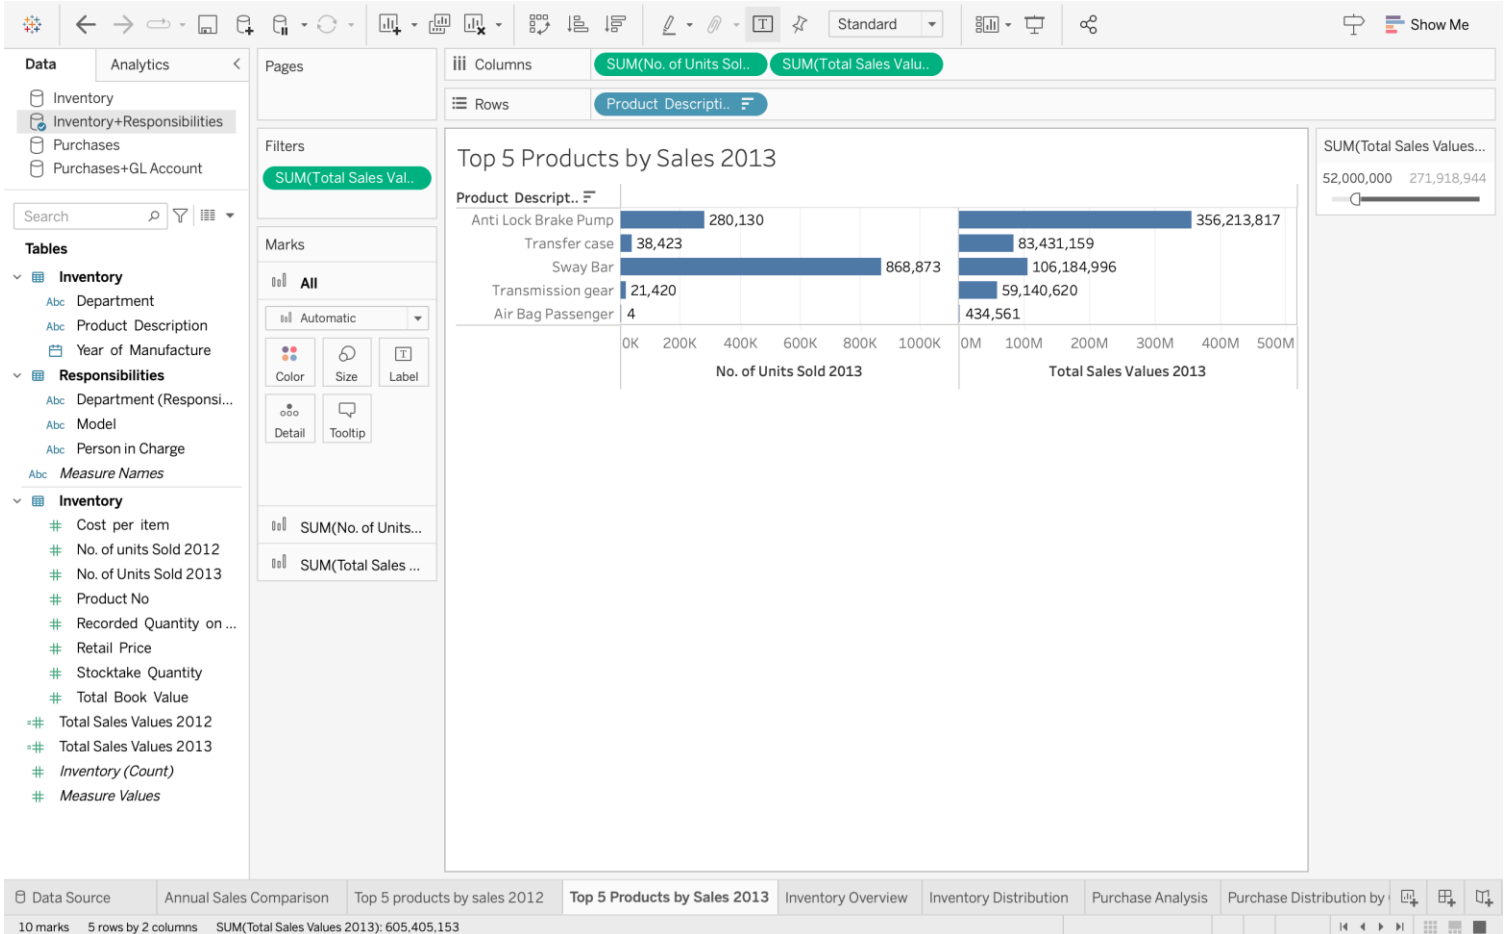 Standard
Show Me
Data
Analytics
Inventory
Inventory+Responsibilities
Purchases
Purchases+GL Account
Search
Tables
Inventory
Abc Department
Abc Product Description
Year of Manufacture
Responsibilities
Abc Department (Responsi...
Abc Model
Abc Person in Charge
Abc Measure Names
Inventory
# Cost per item
# No. of units Sold 2012
# No. of Units Sold 2013
# Product No
# Recorded Quantity on ...
# Retail Price
# Stocktake Quantity
# Total Book Value
=# Total Sales Values 2012
=# Total Sales Values 2013
# Inventory (Count)
# Measure Values
Pages
Filters
SUM(Total Sales Val..
Marks
All
Automatic
Color
Size
T
Label
Detail
Tooltip
SUM(No. of Units...
SUM(Total Sales ...
Columns
SUM(No. of Units Sol..
SUM(Total Sales Valu..
Rows
Product Descripti..
Top 5 Products by Sales 2013
Product Descript..
Anti Lock Brake Pump 280,130 356,213,817
Transfer case 38,423 83,431,159
Sway Bar 868,873 106,184,996
Transmission gear 21,420 59,140,620
Air Bag Passenger 4 434,561
0K 200K 400K 600K 800K 1000K 0M 100M 200M 300M 400M 500M
No. of Units Sold 2013 Total Sales Values 2013
SUM(Total Sales Values...
52,000,000 271,918,944
Data Source
Annual Sales Comparison
Top 5 products by sales 2012
Top 5 Products by Sales 2013
Inventory Overview
Inventory Distribution
Purchase Analysis
Purchase Distribution by
10 marks 5 rows by 2 columns SUM(Total Sales Values 2013): 605,405,153